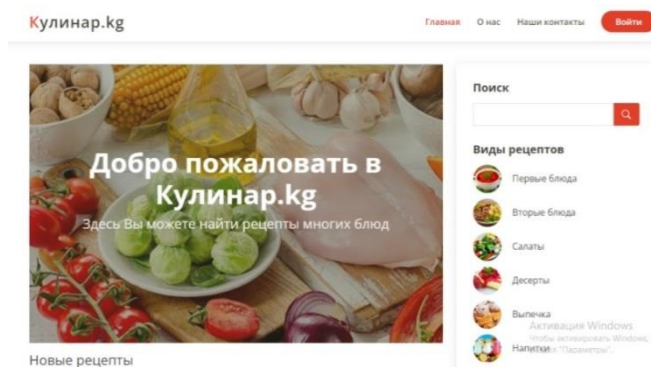 Кулинар.kg
Главная О нас Наши контакты Войти
Добро пожаловать в
Кулинар.kg
Здесь Вы можете найти рецепты многих блюд
Новые рецепты
Поиск
Виды рецептов
Первые блюда
Вторые блюда
Салаты
Десерты
Выпечка
Напитки
Активация Windows
Чтобы активировать Windows,
"Параметры".